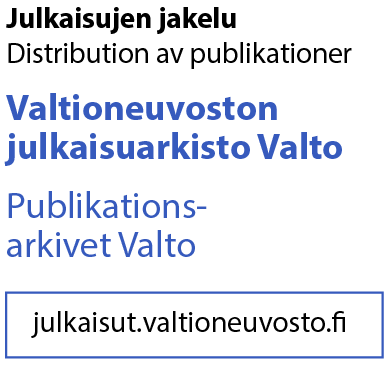 Julkaisujen jakelu
Distribution av publikationer
Valtioneuvoston
julkaisuarkisto Valto
Publikations-
arkivet Valto
julkaisut.valtioneuvosto.fi